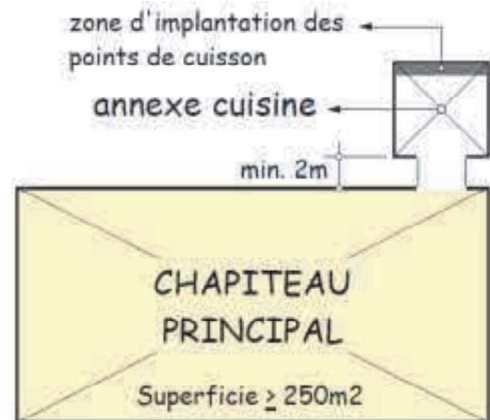 zone d'implantation des
points de cuisson
annexe cuisine
min. 2m
CHAPITEAU
PRINCIPAL
Superficie ≥ 250m2